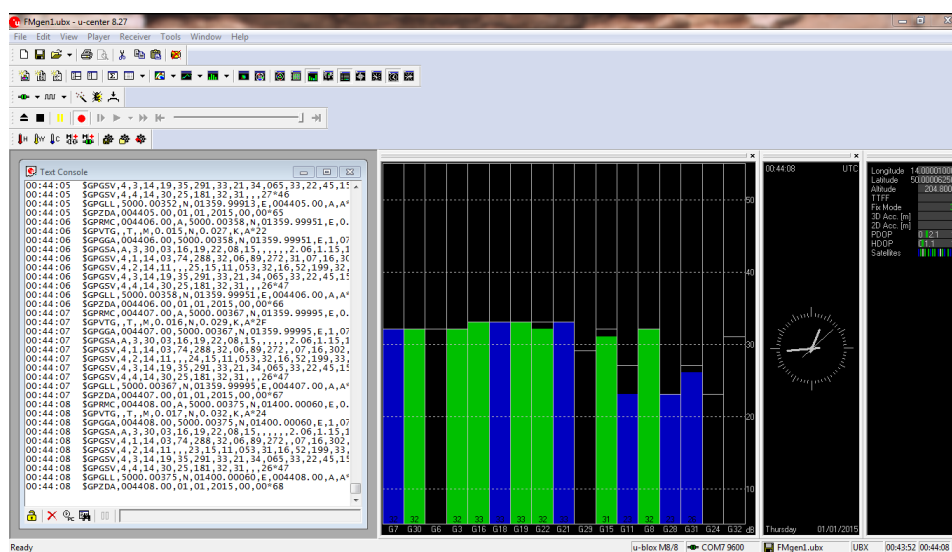 FMgen1.ubx - u-center 8.27
File Edit View Player Receiver Tools Window Help
Text Console
00:44:05 $GPGSV,4,3,14,19,35,291,33,21,34,065,33,22,45,15
00:44:05 $GPGSV,4,4,14,30,25,181,32,31,,,27*46
00:44:05 $GPGLL,5000.00352,N,01359.99913,E,004405.00,A,A*
00:44:05 $GPZDA,004405.00,01,01,2015,00,00*65
00:44:06 $GPRMC,004406.00,A,5000.00358,N,01359.99951,E,0.
00:44:06 $GPVTG,,T,,M,0.015,N,0.027,K,A*22
00:44:06 $GPGGA,004406.00,5000.00358,N,01359.99951,E,1,07
00:44:06 $GPGSA,A,3,30,03,16,19,22,08,15,,,,,,2.06,1.15,1
00:44:06 $GPGSV,4,1,14,03,74,288,32,06,89,272,,07,16,30
00:44:06 $GPGSV,4,2,14,11,,,25,15,11,053,32,16,52,199,32,
00:44:06 $GPGSV,4,3,14,19,35,291,33,21,34,065,33,22,45,15
00:44:06 $GPGSV,4,4,14,30,25,181,32,31,,,26*47
00:44:06 $GPGLL,5000.00358,N,01359.99951,E,004406.00,A,A*
00:44:06 $GPZDA,004406.00,01,01,2015,00,00*66
00:44:07 $GPRMC,004407.00,A,5000.00367,N,01359.99995,E,0.
00:44:07 $GPVTG,,T,,M,0.016,N,0.029,K,A*2F
00:44:07 $GPGGA,004407.00,5000.00367,N,01359.99995,E,1,07
00:44:07 $GPGSA,A,3,30,03,16,19,22,08,15,,,,,,2.06,1.15,1
00:44:07 $GPGSV,4,1,14,03,74,288,32,06,89,272,,07,16,302,
00:44:07 $GPGSV,4,2,14,11,,,24,15,11,053,32,16,52,199,33,
00:44:07 $GPGSV,4,3,14,19,35,291,33,21,34,065,33,22,45,15
00:44:07 $GPGSV,4,4,14,30,25,181,32,31,,,26*47
00:44:07 $GPGLL,5000.00367,N,01359.99995,E,004407.00,A,A*
00:44:07 $GPZDA,004407.00,01,01,2015,00,00*67
00:44:08 $GPRMC,004408.00,A,5000.00375,N,01400.00060,E,0.
00:44:08 $GPVTG,,T,,M,0.017,N,0.032,K,A*24
00:44:08 $GPGGA,004408.00,5000.00375,N,01400.00060,E,1,07
00:44:08 $GPGSA,A,3,30,03,16,19,22,08,15,,,,,,2.06,1.15,1
00:44:08 $GPGSV,4,1,14,03,74,288,32,06,89,272,,07,16,302,
00:44:08 $GPGSV,4,2,14,11,,,23,15,11,053,31,16,52,199,33,
00:44:08 $GPGSV,4,3,14,19,35,291,33,21,34,065,33,22,45,15
00:44:08 $GPGSV,4,4,14,30,25,181,32,31,,,26*47
00:44:08 $GPGLL,5000.00375,N,01400.00060,E,004408.00,A,A*
00:44:08 $GPZDA,004408.00,01,01,2015,00,00*68
50
40
30
20
10
32 32 33 33 32 31 32
G7 G30 G6 G3 G16 G18 G19 G22 G21 G29 G15 G11 G8 G28 G31 G24 G32 dB
00:44:08 UTC
Thursday 01/01/2015
Longitude 14.00001000
Latitude 50.00006250
Altitude 204.800
TTFF
Fix Mode
3D Acc. [m]
2D Acc. [m]
PDOP 0 2.1
HDOP 0 1.1
Satellites
Ready
u-blox M8/8 COM7 9600 FMgen1.ubx UBX 00:43:52 00:44:08